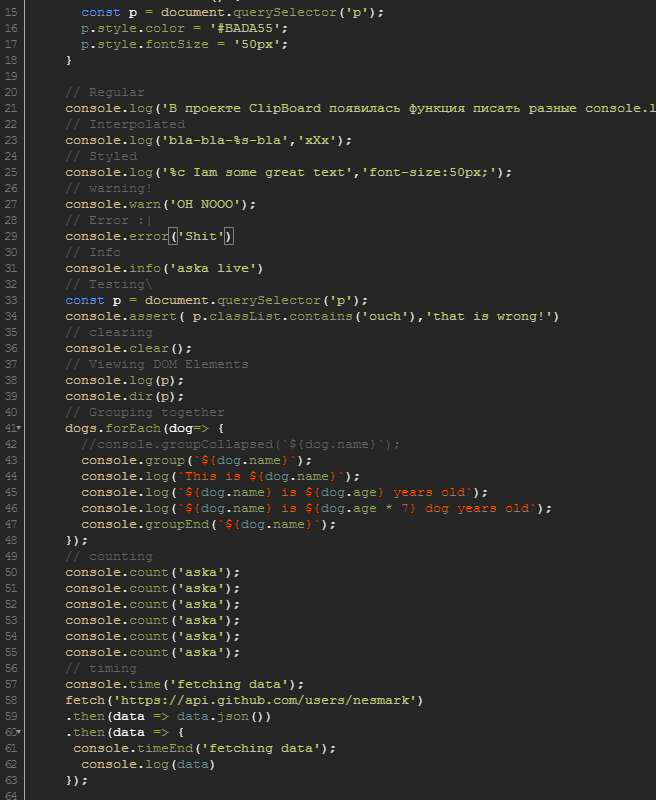 15 const p = document.querySelector('p');
16 p.style.color = '#BADA55';
17 p.style.fontSize = '50px';
18 }
19
20 // Regular
21 console.log('В проекте ClipBoard появилась функция писать разные console.l
22 // Interpolated
23 console.log('bla-bla-%s-bla','xXx');
24 // Styled
25 console.log('%c Iam some great text','font-size:50px;');
26 // warning!
27 console.warn('OH NOOO');
28 // Error :|
29 console.error('Shit')
30 // Info
31 console.info('aska live')
32 // Testing\
33 const p = document.querySelector('p');
34 console.assert( p.classList.contains('ouch'),'that is wrong!')
35 // clearing
36 console.clear();
37 // Viewing DOM Elements
38 console.log(p);
39 console.dir(p);
40 // Grouping together
41 dogs.forEach(dog=> {
42 //console.groupCollapsed(`${dog.name}`);
43 console.group(`${dog.name}`);
44 console.log(`This is ${dog.name}`);
45 console.log(`${dog.name} is ${dog.age} years old`);
46 console.log(`${dog.name} is ${dog.age * 7} dog years old`);
47 console.groupEnd(`${dog.name}`);
48 });
49 // counting
50 console.count('aska');
51 console.count('aska');
52 console.count('aska');
53 console.count('aska');
54 console.count('aska');
55 console.count('aska');
56 // timing
57 console.time('fetching data');
58 fetch('https://api.github.com/users/nesmark')
59 .then(data => data.json())
60 .then(data => {
61 console.timeEnd('fetching data');
62 console.log(data)
63 });
64